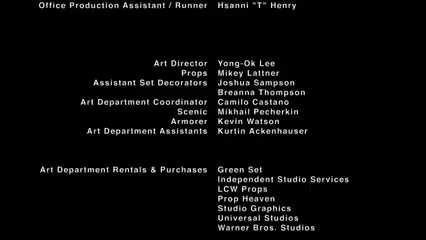 Office Production Assistant / Runner Hsanni "T" Henry
Art Director Yong-Ok Lee
Props Mikey Lattner
Assistant Set Decorators Joshua Sampson
Breanna Thompson
Art Department Coordinator Camilo Castano
Scenic Mikhail Pecherkin
Armorer Kevin Watson
Art Department Assistants Kurtin Ackenhauser
Art Department Rentals & Purchases Green Set
Independent Studio Services
LCW Props
Prop Heaven
Studio Graphics
Universal Studios
Warner Bros. Studios